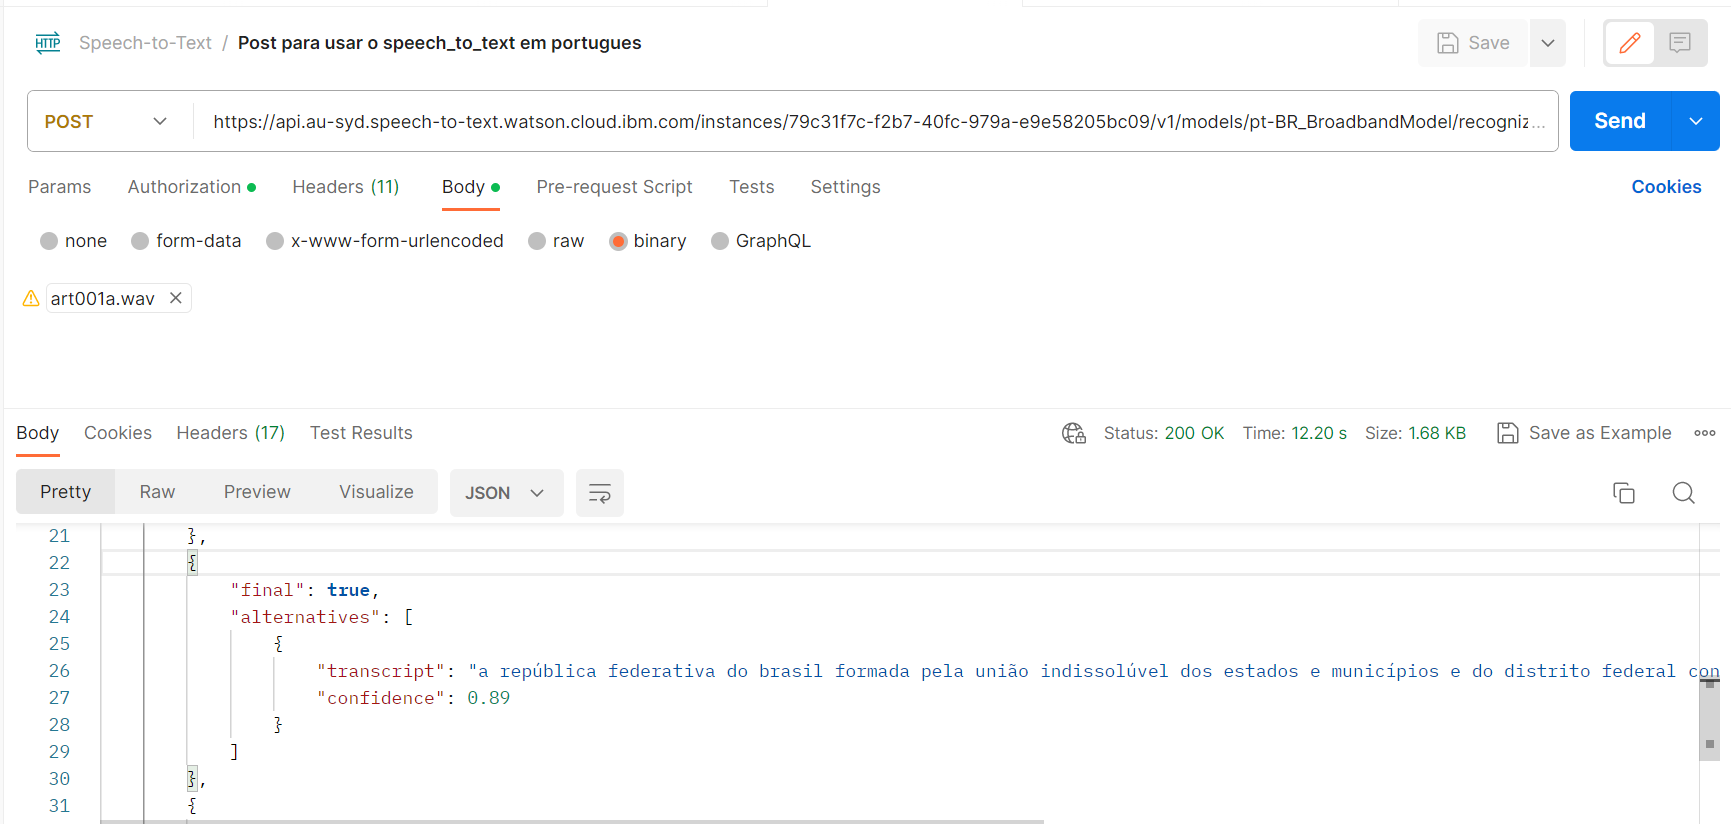 HTTP Speech-to-Text / Post para usar o speech_to_text em portugues Save
POST https://api.au-syd.speech-to-text.watson.cloud.ibm.com/instances/79c31f7c-f2b7-40fc-979a-e9e58205bc09/v1/models/pt-BR_BroadbandModel/recogniz... Send
Params Authorization Headers (11) Body Pre-request Script Tests Settings Cookies
none form-data x-www-form-urlencoded raw binary GraphQL
art001a.wav
Body Cookies Headers (17) Test Results Status: 200 OK Time: 12.20 s Size: 1.68 KB Save as Example
Pretty Raw Preview Visualize JSON
21 },
22 {
23 "final": true,
24 "alternatives": [
25 {
26 "transcript": "a república federativa do brasil formada pela união indissolúvel dos estados e municípios e do distrito federal con
27 "confidence": 0.89
28 }
29 ]
30 },
31 {